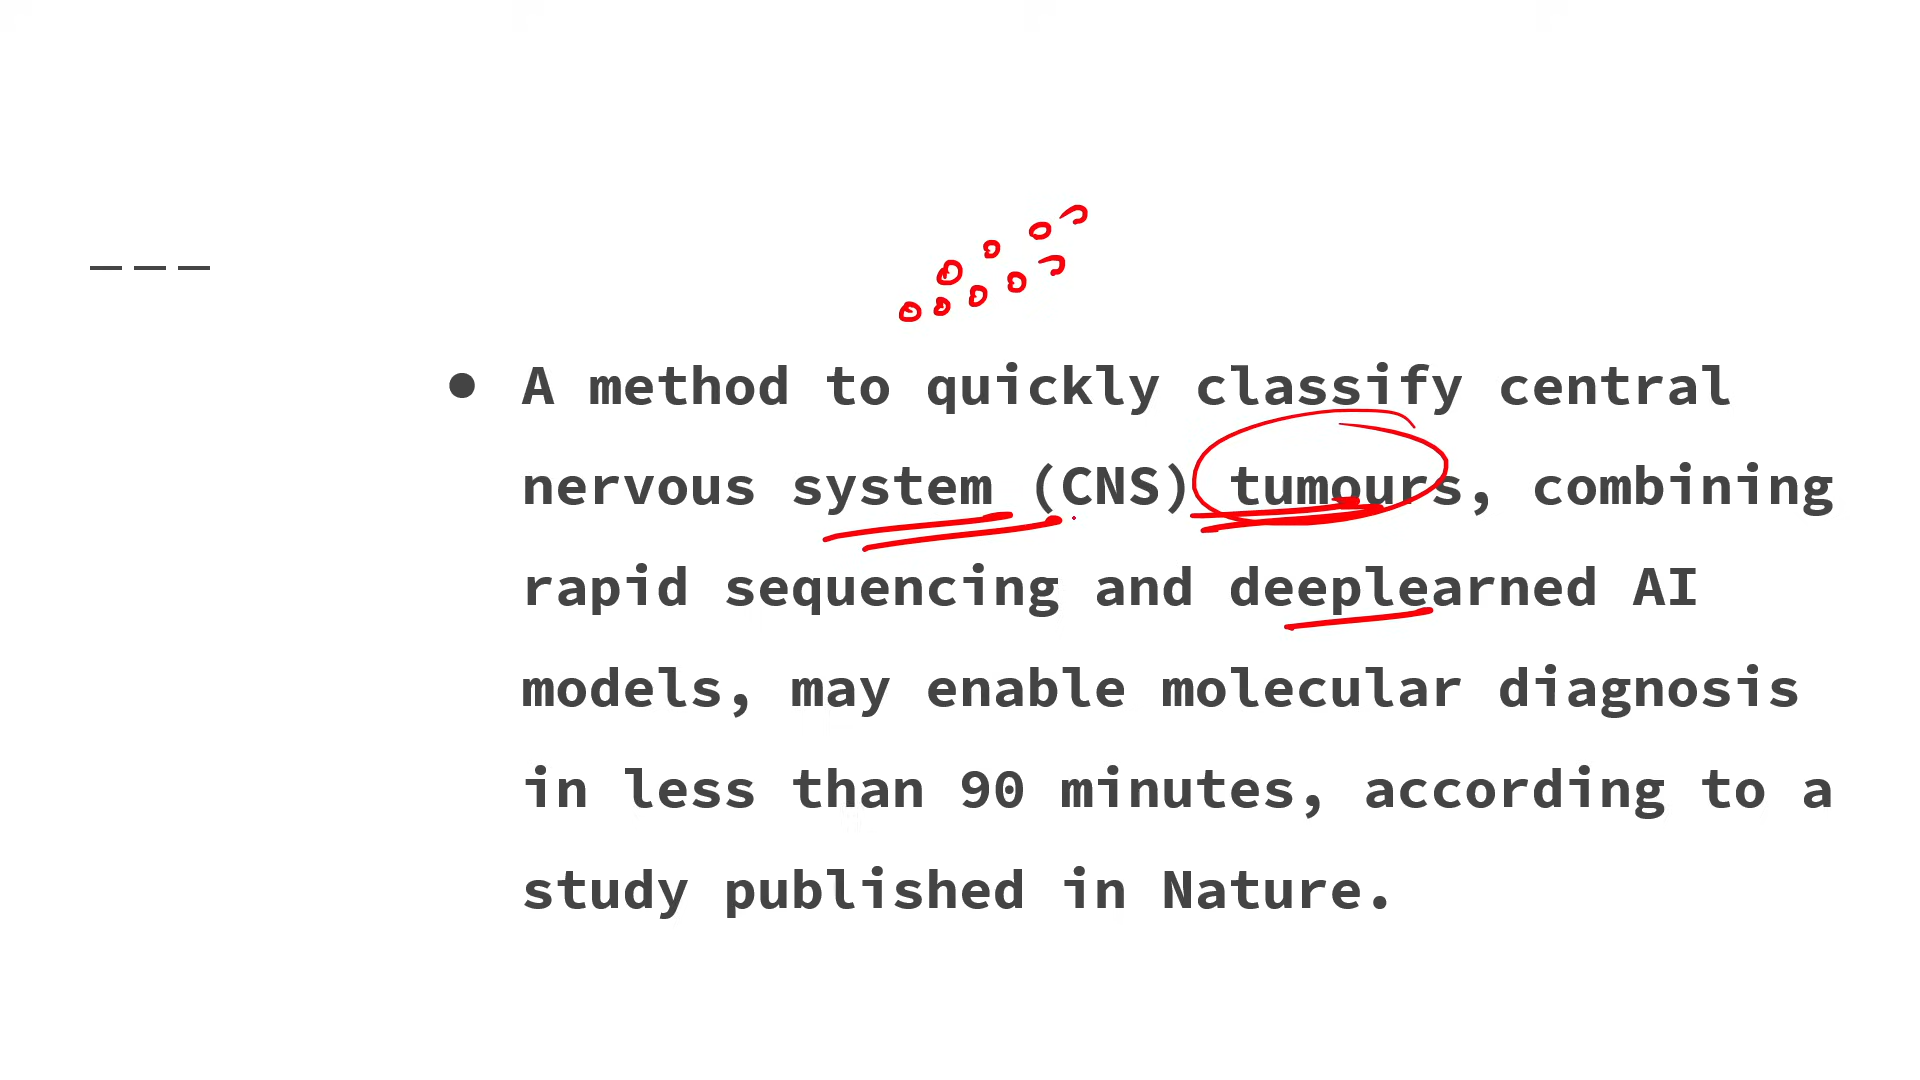 ● A method to quickly classify central
nervous system (CNS) tumours, combining
rapid sequencing and deeplearned AI
models, may enable molecular diagnosis
in less than 90 minutes, according to a
study published in Nature.